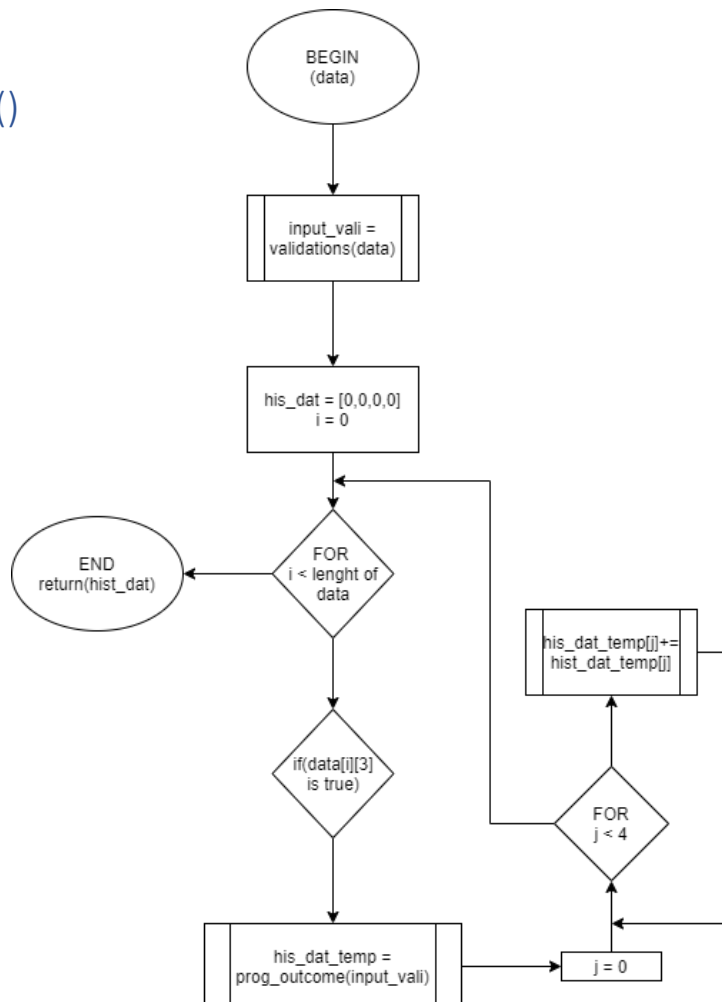 ()
BEGIN
(data)
input_vali =
validations(data)
his_dat = [0,0,0,0]
i = 0
FOR
i < lenght of
data
END
return(hist_dat)
if(data[i][3]
is true)
his_dat_temp =
prog_outcome(input_vali)
j = 0
FOR
j < 4
his_dat_temp[j]+=
hist_dat_temp[j]